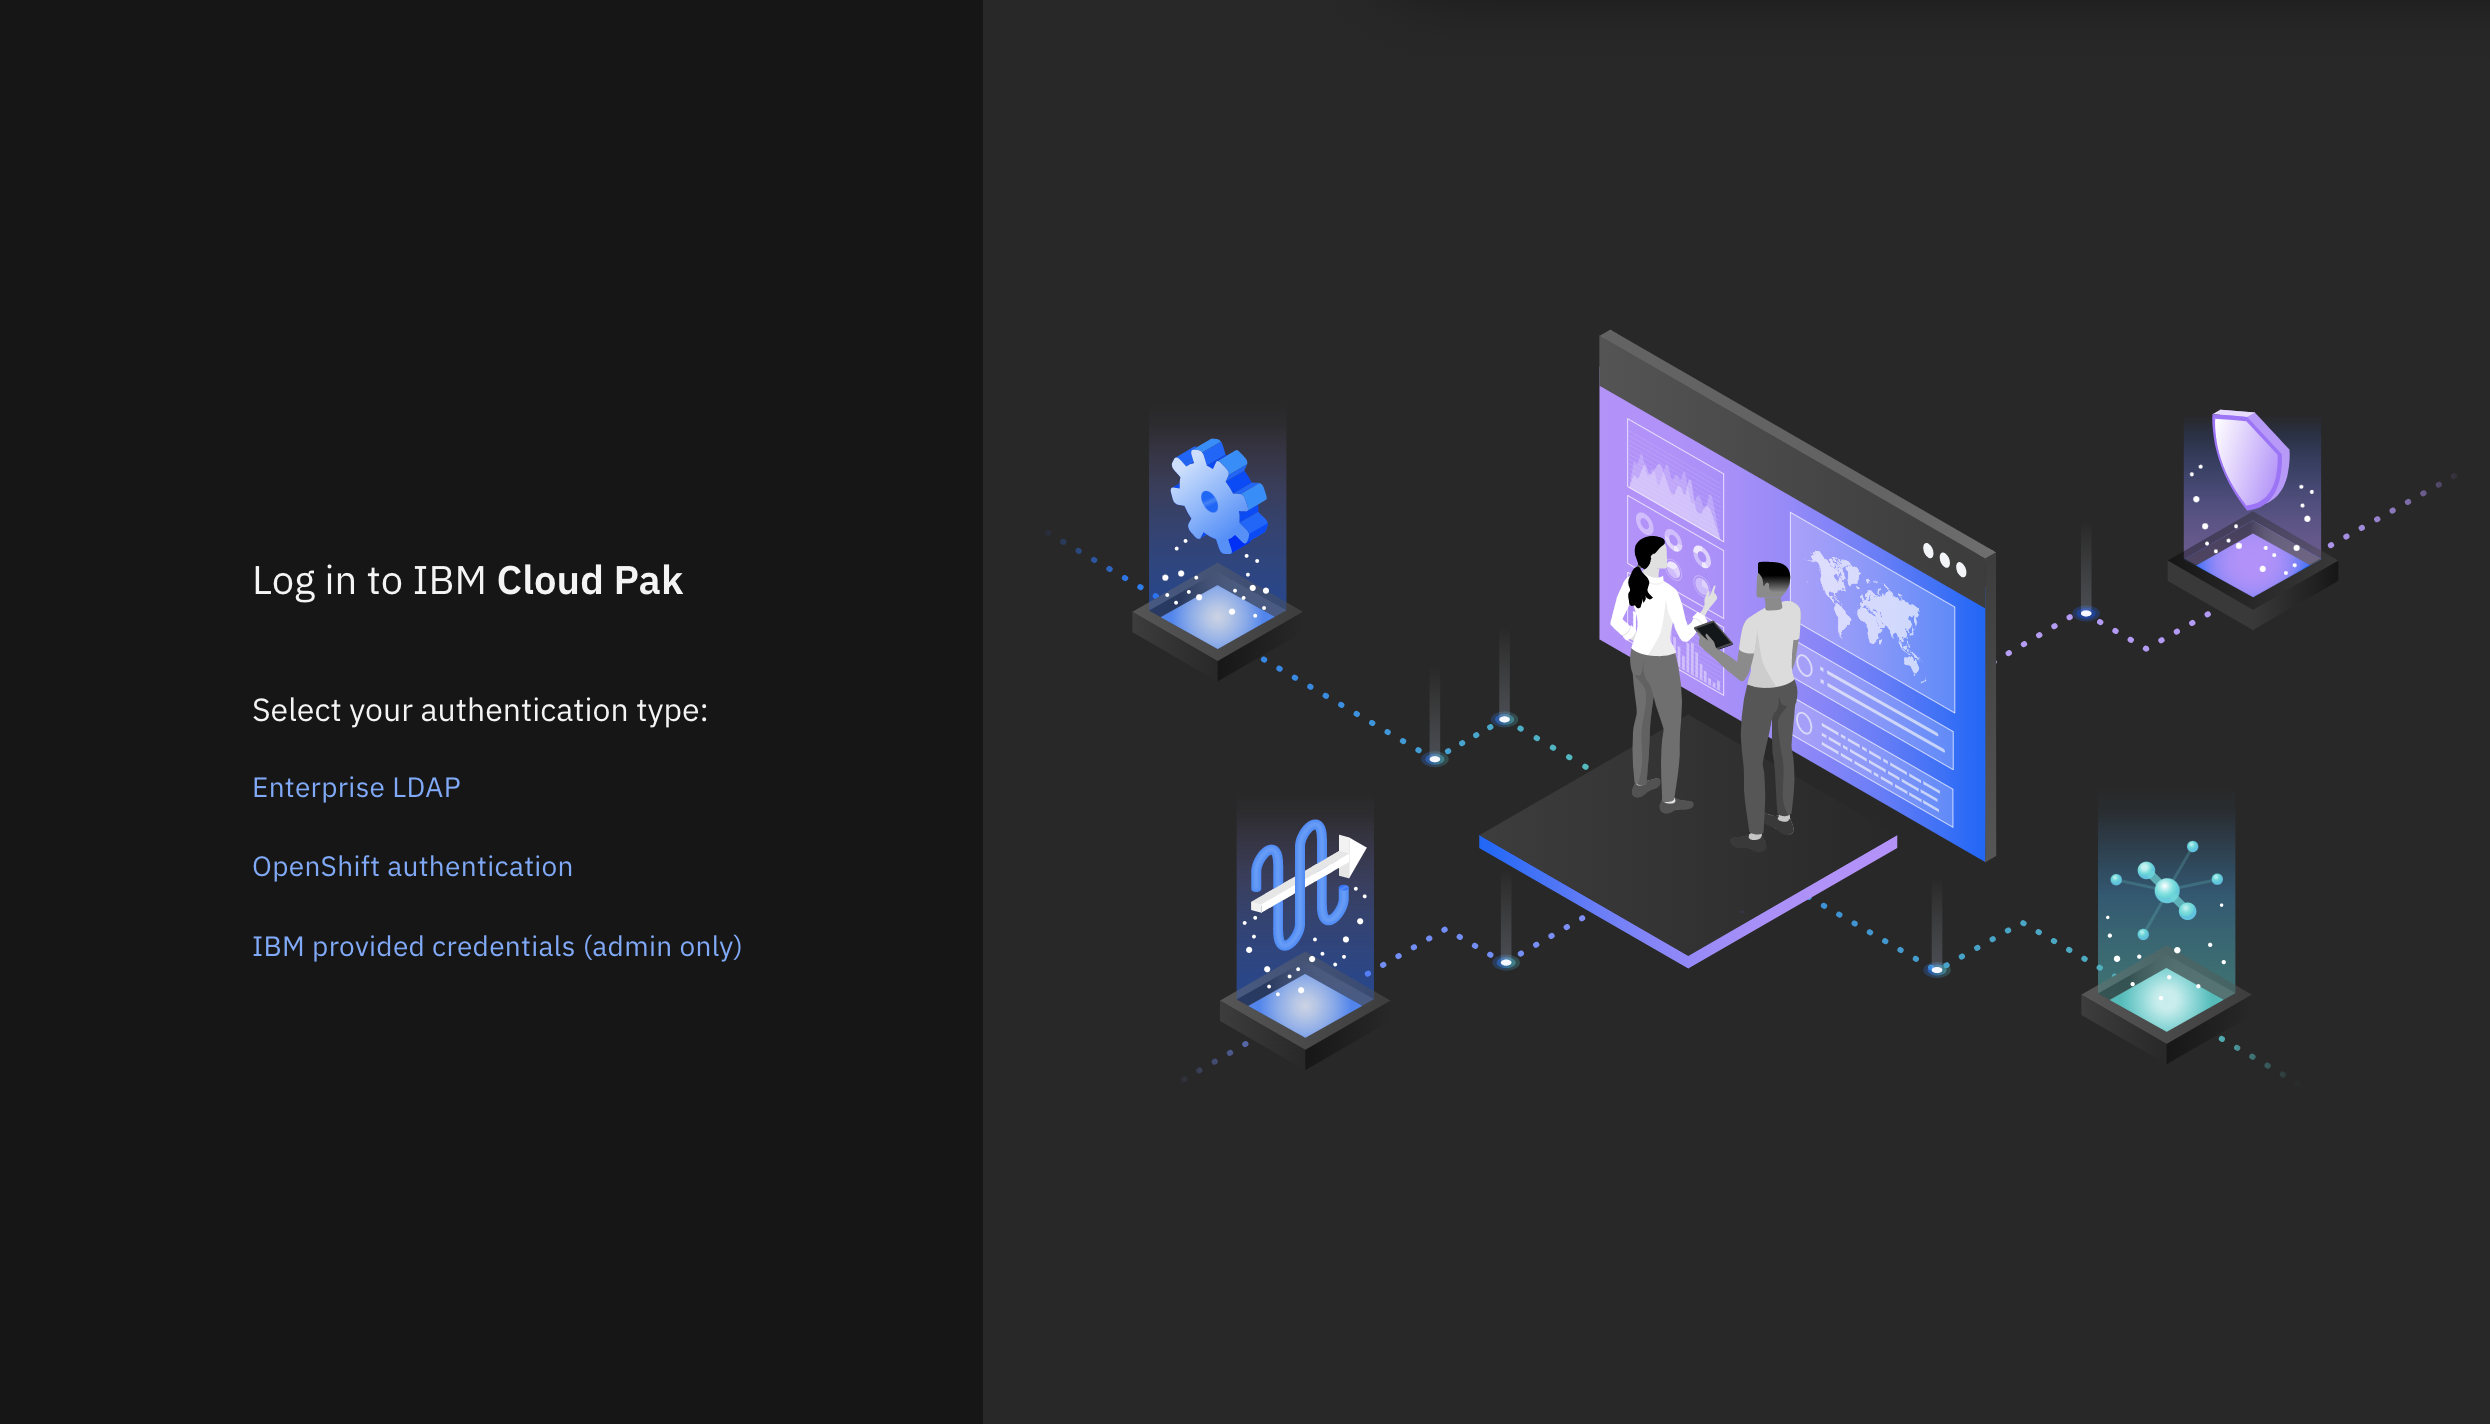 Log in to IBM Cloud Pak
Select your authentication type:
Enterprise LDAP
OpenShift authentication
IBM provided credentials (admin only)